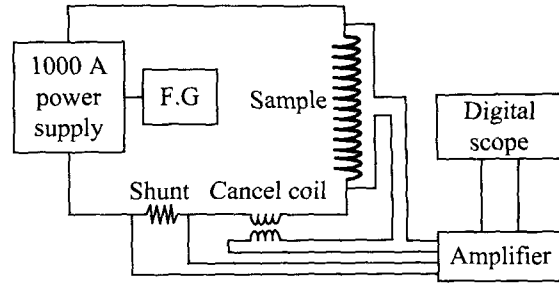 1000 A
power
supply
F.G
Sample
Digital
scope
Shunt
Cancel coil
Amplifier